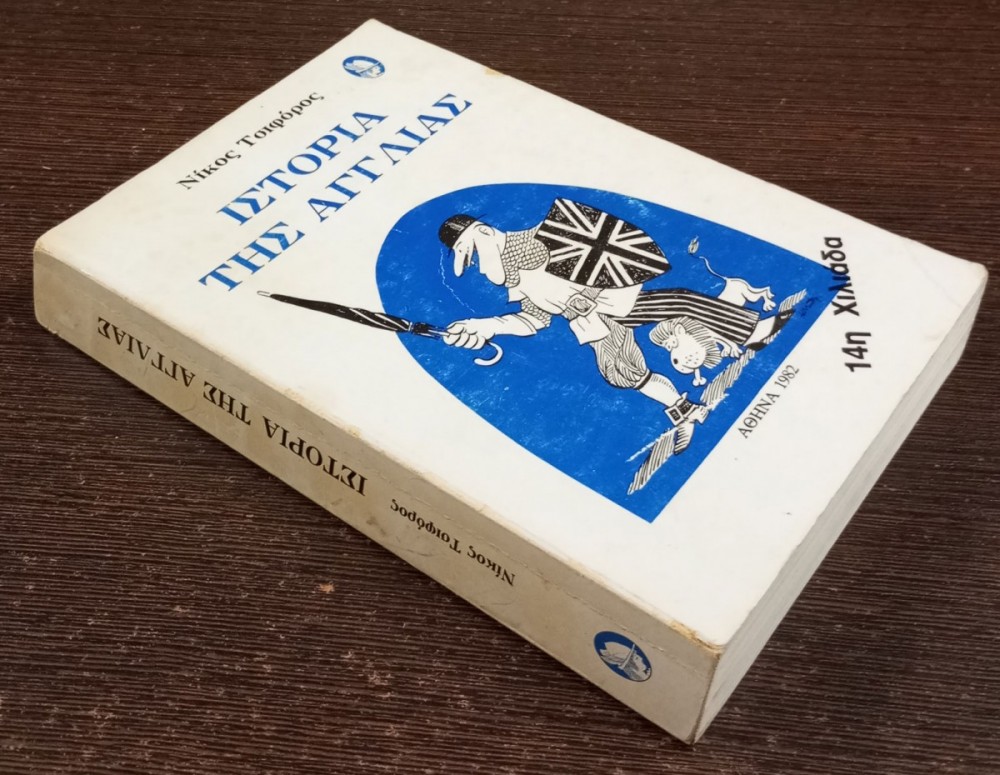 Νίκος Τσιφόρος
ΙΣΤΟΡΙΑ
ΤΗΣ ΑΓΓΛΙΑΣ
14η Χιλιάδα
ΑΘΗΝΑ 1982
Νίκος Τσιφόρος ΙΣΤΟΡΙΑ ΤΗΣ ΑΓΓΛΙΑΣ